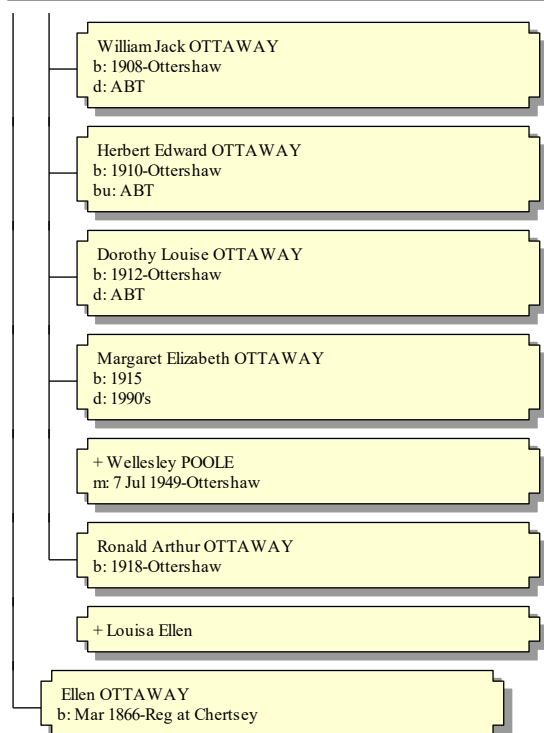 William Jack OTTAWAY
b: 1908-Ottershaw
d: ABT
Herbert Edward OTTAWAY
b: 1910-Ottershaw
bu: ABT
Dorothy Louise OTTAWAY
b: 1912-Ottershaw
d: ABT
Margaret Elizabeth OTTAWAY
b: 1915
d: 1990's
+ Wellesley POOLE
m: 7 Jul 1949-Ottershaw
Ronald Arthur OTTAWAY
b: 1918-Ottershaw
+ Louisa Ellen
Ellen OTTAWAY
b: Mar 1866-Reg at Chertsey